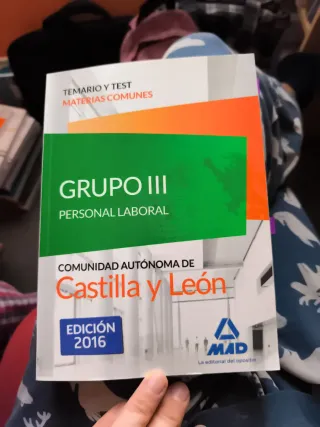 TEMARIO Y TEST
MATERIAS COMUNES
GRUPO III
PERSONAL LABORAL
COMUNIDAD AUTÓNOMA DE
Castilla y León
EDICIÓN
2016
MAD
La editorial del opositor